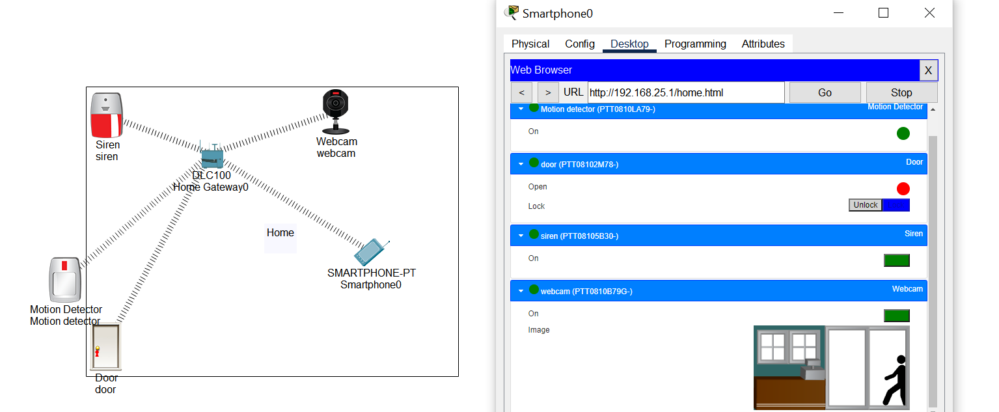 Siren
siren
Webcam
webcam
DLC100
Home Gateway0
Home
SMARTPHONE-PT
Smartphone0
Motion Detector
Motion detector
Door
door
Smartphone0
Physical Config Desktop Programming Attributes
Web Browser X
< > URL http://192.168.25.1/home.html Go Stop
Motion detector (PTT0810LA79-) Motion Detector
On
door (PTT08102M78-) Door
Open
Lock Unlock
siren (PTT08105B30-) Siren
On
webcam (PTT0810B79G-) Webcam
On
Image